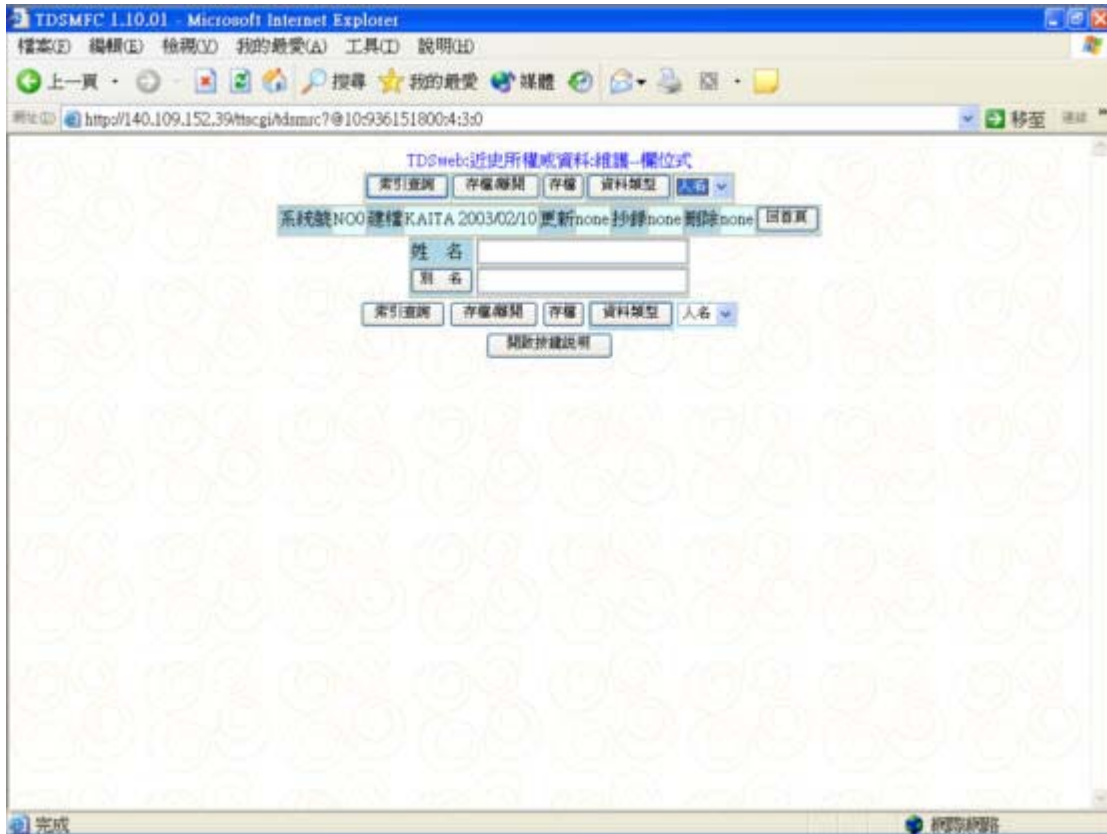 TDSMFC 1.10.01 - Microsoft Internet Explorer
檔案(F) 編輯(E) 檢視(V) 我的最愛(A) 工具(T) 說明(H)
上一頁 搜尋 我的最愛 媒體
網址(D) http://140.109.152.39/ttscgi/tdsmrc?@10:936151800:4:3:0 移至 連結 »
TDSweb:近史所權威資料:維護--欄位式
索引查詢 存檔/離開 存檔 資料類型 人名
系統號NO0 建檔KAITA 2003/02/10 更新none 抄錄none 刪除none 回首頁
姓 名
別 名
索引查詢 存檔/離開 存檔 資料類型 人名
開啟按鍵說明
完成 網際網路